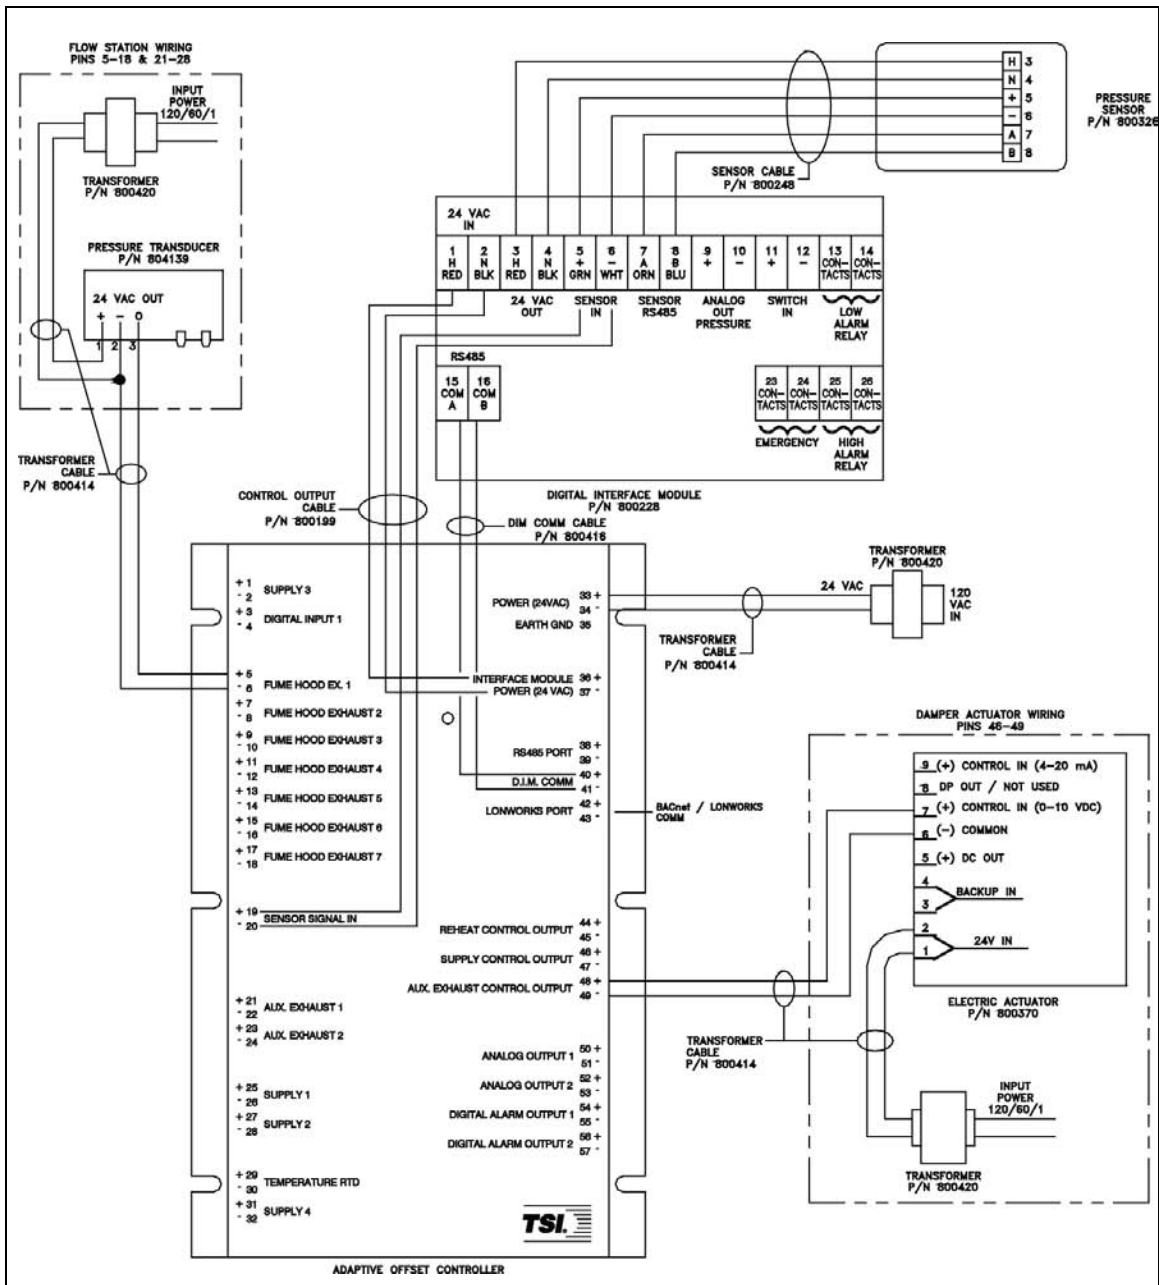 FLOW STATION WIRING
PINS 5-18 & 21-28
INPUT
POWER
120/60/1
TRANSFORMER
P/N 800420
PRESSURE TRANSDUCER
P/N 804139
24 VAC OUT
+ - O
1 2 3
TRANSFORMER
CABLE
P/N 800414
H 3
N 4
+ 5
- 6
A 7
B 8
PRESSURE
SENSOR
P/N 800326
SENSOR CABLE
P/N 800248
24 VAC
IN
1 H RED
2 N BLK
3 H RED
4 N BLK
5 + GRN
6 - WHT
7 A ORN
8 B BLU
9 +
10 -
11 +
12 -
13 CON-TACTS
14 CON-TACTS
24 VAC
OUT
SENSOR
IN
SENSOR
RS485
ANALOG
OUT
PRESSURE
SWITCH
IN
LOW
ALARM
RELAY
RS485
15 COM A
16 COM B
23 CON-TACTS
24 CON-TACTS
25 CON-TACTS
26 CON-TACTS
EMERGENCY
HIGH
ALARM
RELAY
DIGITAL INTERFACE MODULE
P/N 800228
CONTROL OUTPUT
CABLE
P/N 800199
DIM COMM CABLE
P/N 800416
+ 1
- 2
SUPPLY 3
+ 3
- 4
DIGITAL INPUT 1
+ 5
- 6
FUME HOOD EX. 1
+ 7
- 8
FUME HOOD EXHAUST 2
+ 9
- 10
FUME HOOD EXHAUST 3
+ 11
- 12
FUME HOOD EXHAUST 4
+ 13
- 14
FUME HOOD EXHAUST 5
+ 15
- 16
FUME HOOD EXHAUST 6
+ 17
- 18
FUME HOOD EXHAUST 7
+ 19
- 20
SENSOR SIGNAL IN
+ 21
- 22
AUX. EXHAUST 1
+ 23
- 24
AUX. EXHAUST 2
+ 25
- 26
SUPPLY 1
+ 27
- 28
SUPPLY 2
+ 29
- 30
TEMPERATURE RTD
+ 31
- 32
SUPPLY 4
POWER (24VAC)
33 +
34 -
EARTH GND 35
INTERFACE MODULE 36 +
POWER (24 VAC) 37 -
RS485 PORT
38 +
39 -
D.I.M. COMM
40 +
41 -
LONWORKS PORT
42 +
43 -
BACnet / LONWORKS
COMM
REHEAT CONTROL OUTPUT
44 +
45 -
SUPPLY CONTROL OUTPUT
46 +
47 -
AUX. EXHAUST CONTROL OUTPUT
48 +
49 -
ANALOG OUTPUT 1
50 +
51 -
ANALOG OUTPUT 2
52 +
53 -
DIGITAL ALARM OUTPUT 1
54 +
55 -
DIGITAL ALARM OUTPUT 2
56 +
57 -
TSI
ADAPTIVE OFFSET CONTROLLER
TRANSFORMER
P/N 800420
24 VAC
120
VAC
IN
TRANSFORMER
CABLE
P/N 800414
DAMPER ACTUATOR WIRING
PINS 46-49
9 (+) CONTROL IN (4-20 mA)
8 DP OUT / NOT USED
7 (+) CONTROL IN (0-10 VDC)
6 (-) COMMON
5 (+) DC OUT
4
3
BACKUP IN
2
1
24V IN
ELECTRIC ACTUATOR
P/N 800370
TRANSFORMER
CABLE
P/N 800414
INPUT
POWER
120/60/1
TRANSFORMER
P/N 800420